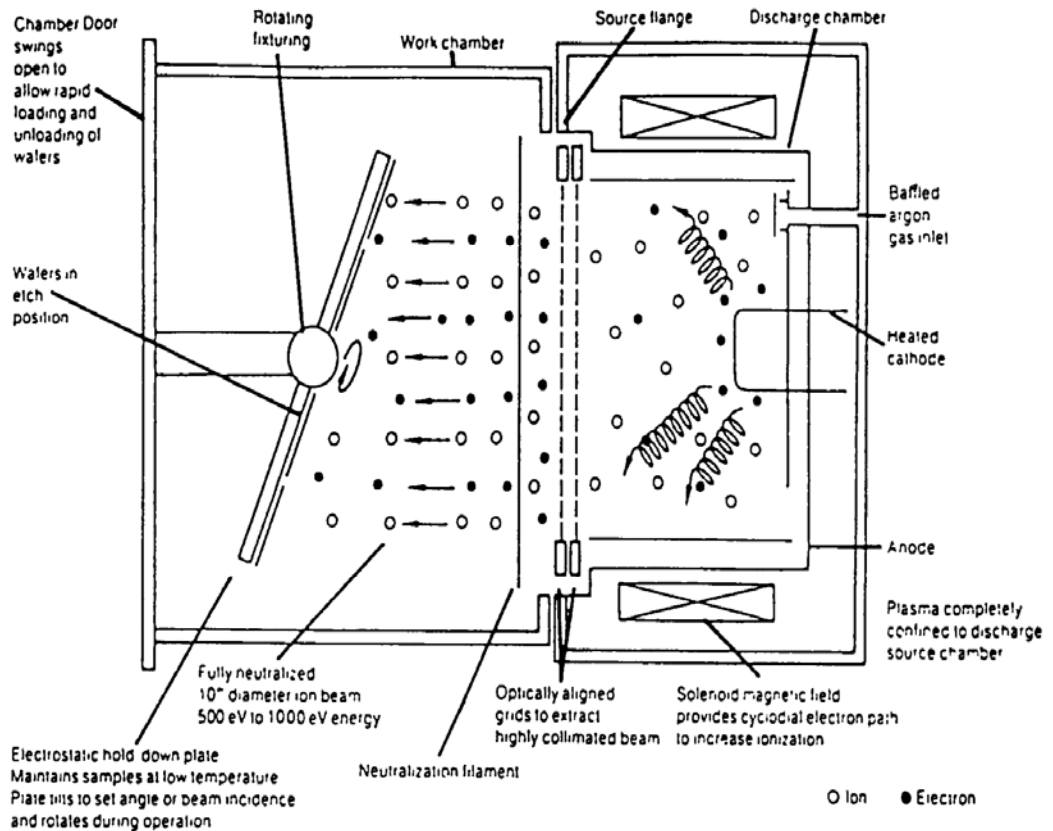 Chamber Door
swings
open to
allow rapid
loading and
unloading of
wafers
Rotating
fixturing
Work chamber
Source flange
Discharge chamber
Baffled
argon
gas inlet
Wafers in
etch
position
Heated
cathode
Anode
Plasma completely
confined to discharge
source chamber
Fully neutralized
10" diameter ion beam
500 eV to 1000 eV energy
Optically aligned
grids to extract
highly collimated beam
Solenoid magnetic field
provides cyclodial electron path
to increase ionization
Electrostatic hold down plate
Maintains samples at low temperature
Plate tilts to set angle or beam incidence
and rotates during operation
Neutralization filament
Ion
Electron